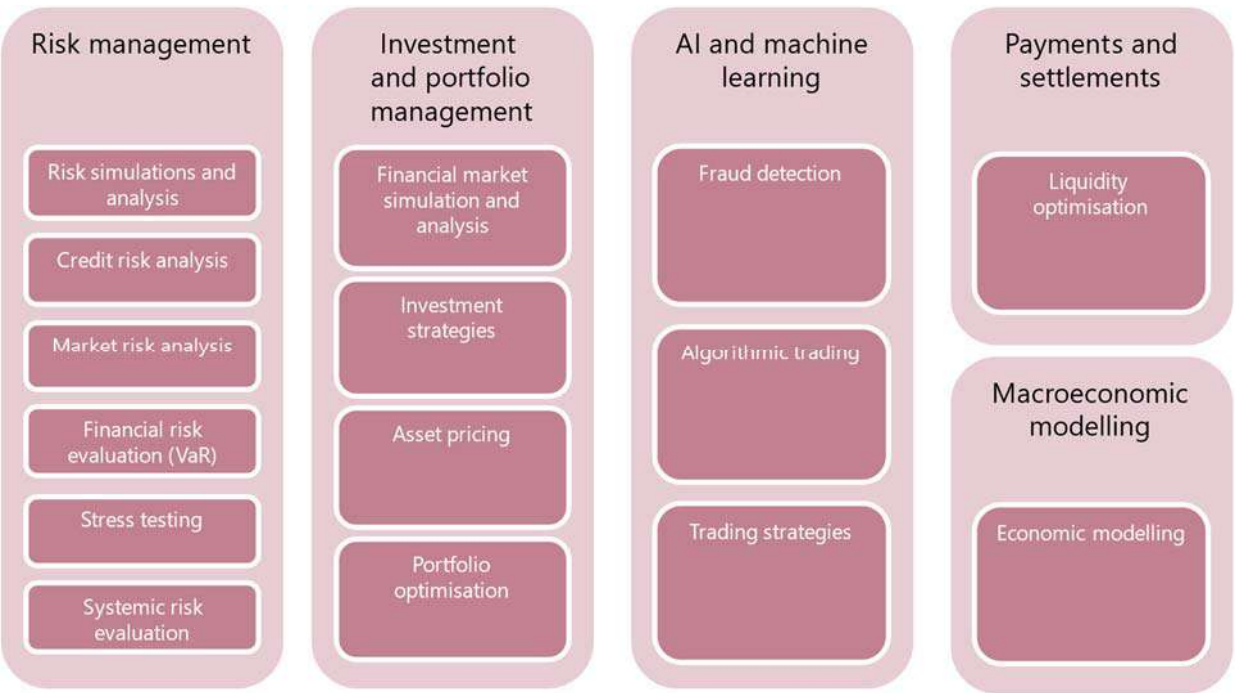 Risk management
Risk simulations and
analysis
Credit risk analysis
Market risk analysis
Financial risk
evaluation (VaR)
Stress testing
Systemic risk
evaluation
Investment
and portfolio
management
Financial market
simulation and
analysis
Investment
strategies
Asset pricing
Portfolio
optimisation
AI and machine
learning
Fraud detection
Algorithmic trading
Trading strategies
Payments and
settlements
Liquidity
optimisation
Macroeconomic
modelling
Economic modelling